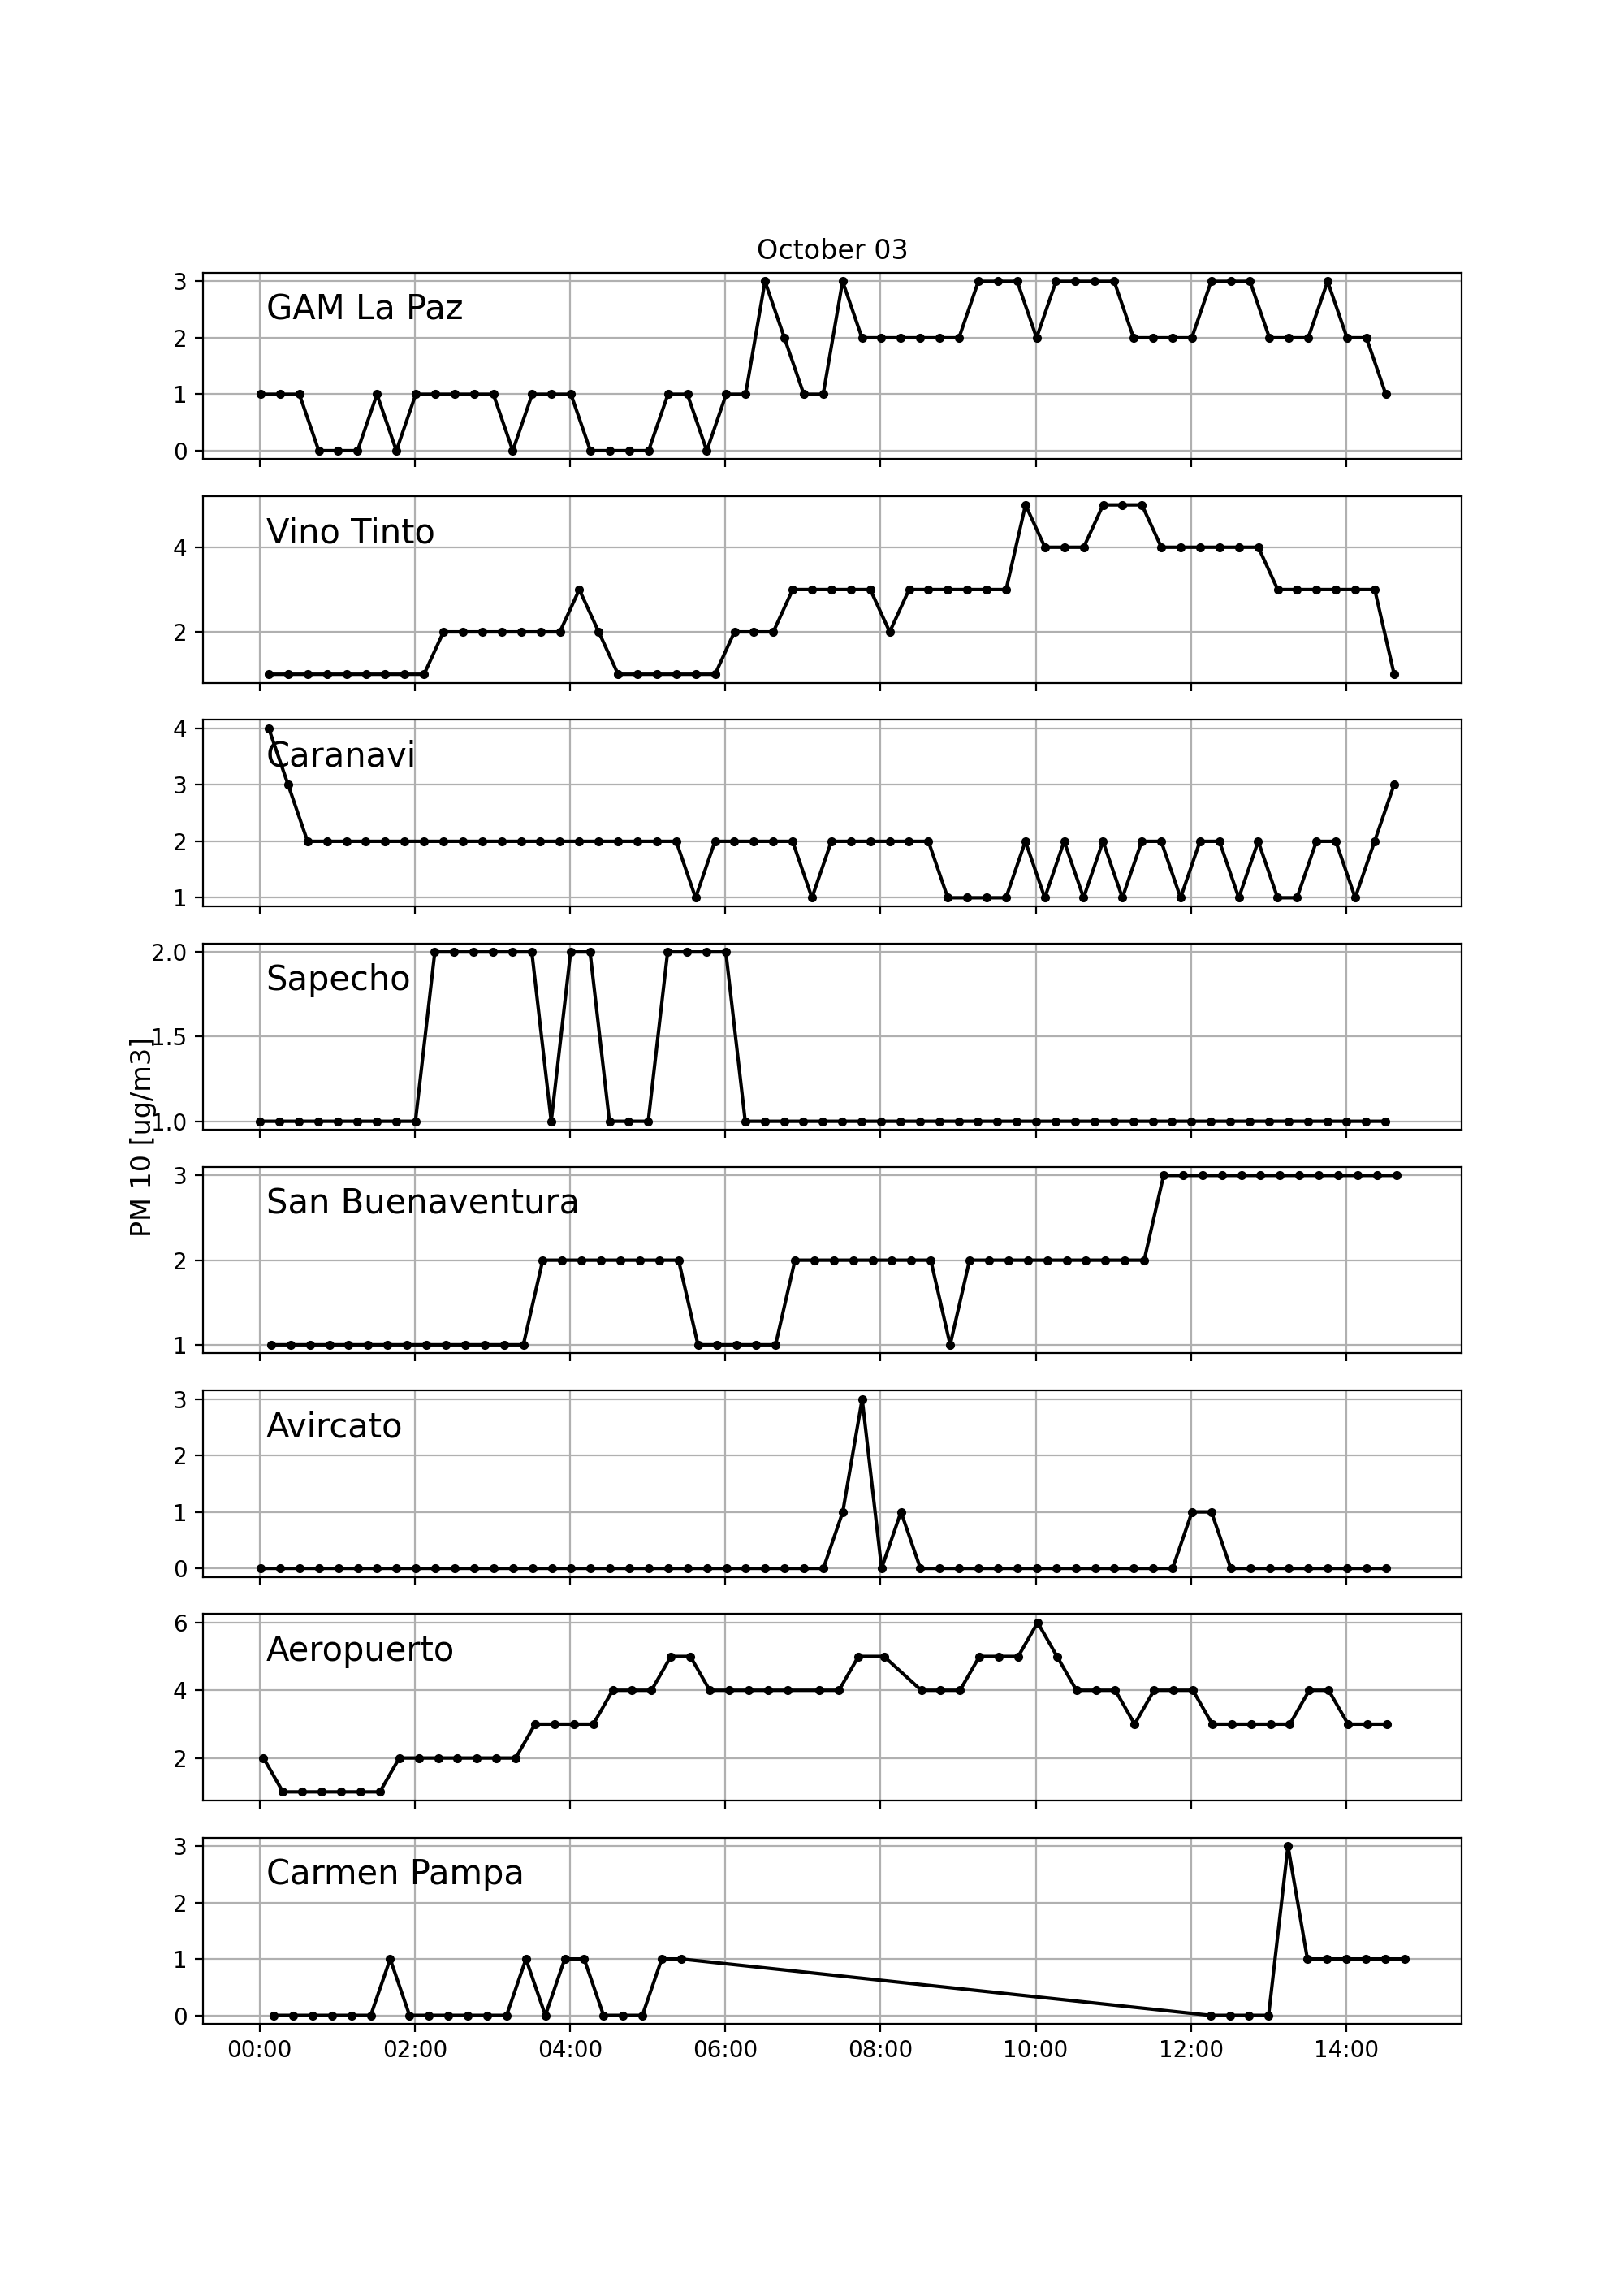 October 03
3
GAM La Paz
2
1
0
Vino Tinto
4
2
4
Caranavi
3
2
1
2.0
Sapecho
1.5
1.0
PM 10 [ug/m3]
3
San Buenaventura
2
1
3
Avircato
2
1
0
6
Aeropuerto
4
2
3
Carmen Pampa
2
1
0
00:00 02:00 04:00 06:00 08:00 10:00 12:00 14:00